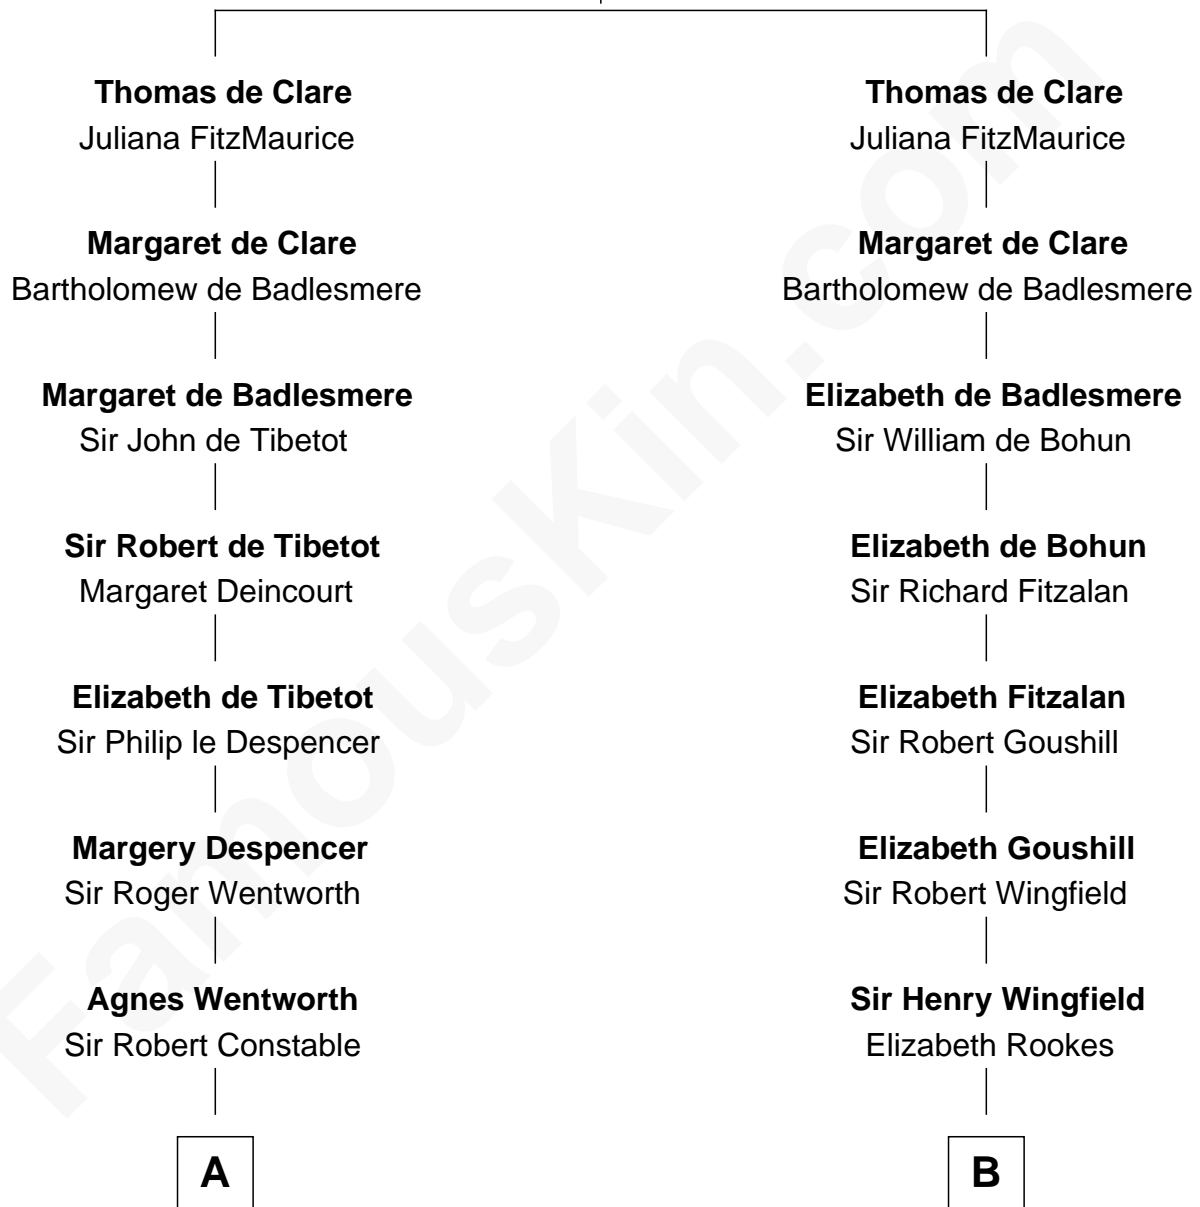 Thomas de Clare
Juliana FitzMaurice
Margaret de Clare
Bartholomew de Badlesmere
Margaret de Badlesmere
Sir John de Tibetot
Sir Robert de Tibetot
Margaret Deincourt
Elizabeth de Tibetot
Sir Philip le Despencer
Margery Despencer
Sir Roger Wentworth
Agnes Wentworth
Sir Robert Constable
A
Thomas de Clare
Juliana FitzMaurice
Margaret de Clare
Bartholomew de Badlesmere
Elizabeth de Badlesmere
Sir William de Bohun
Elizabeth de Bohun
Sir Richard Fitzalan
Elizabeth Fitzalan
Sir Robert Goushill
Elizabeth Goushill
Sir Robert Wingfield
Sir Henry Wingfield
Elizabeth Rookes
B
FamousKin.com